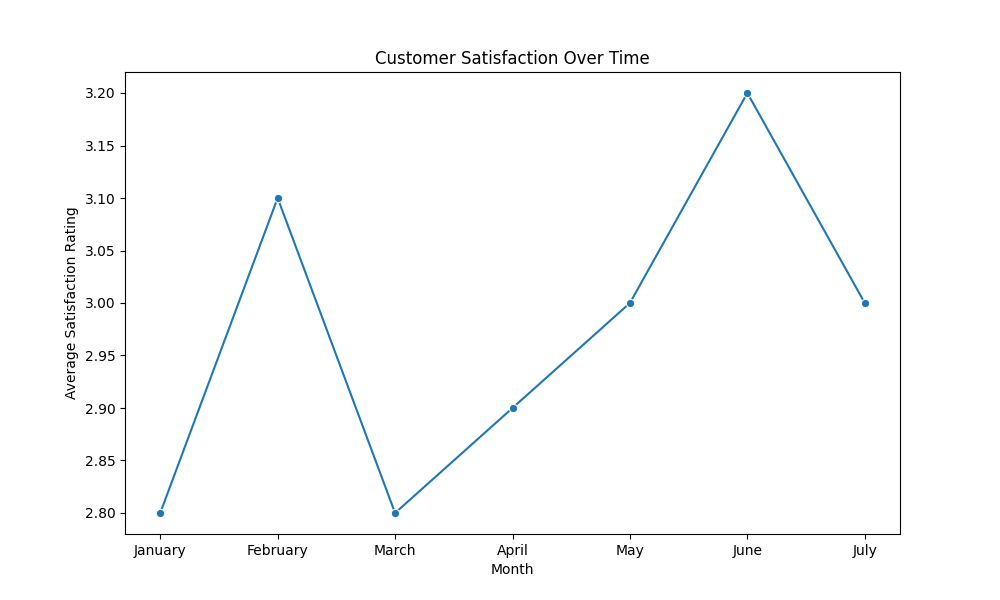 Customer Satisfaction Over Time
3.20
3.15
3.10
3.05
3.00
2.95
2.90
2.85
2.80
Average Satisfaction Rating
January February March April May June July
Month